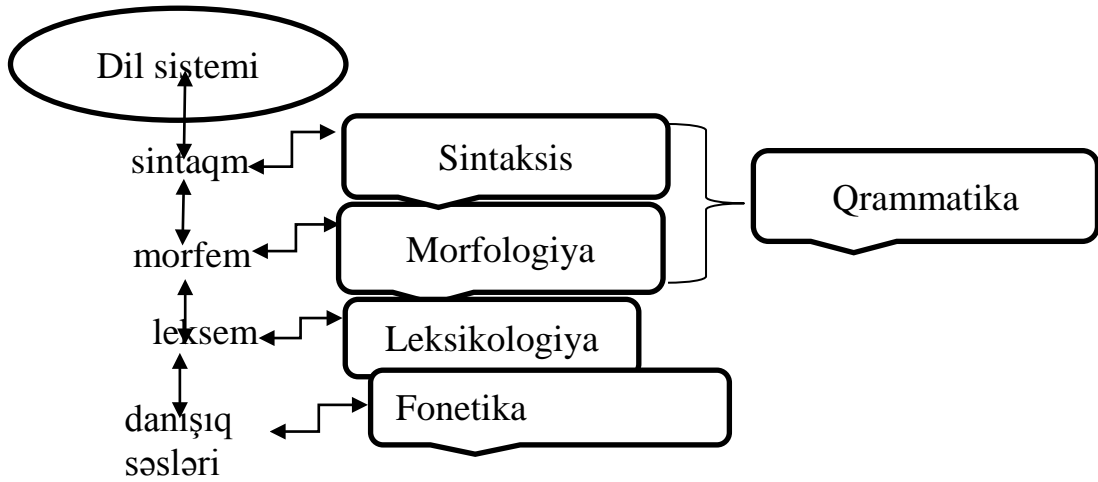 Dil sistemi
sintaqm
Sintaksis
Qrammatika
morfem
Morfologiya
leksem
Leksikologiya
danışıq
səsləri
Fonetika